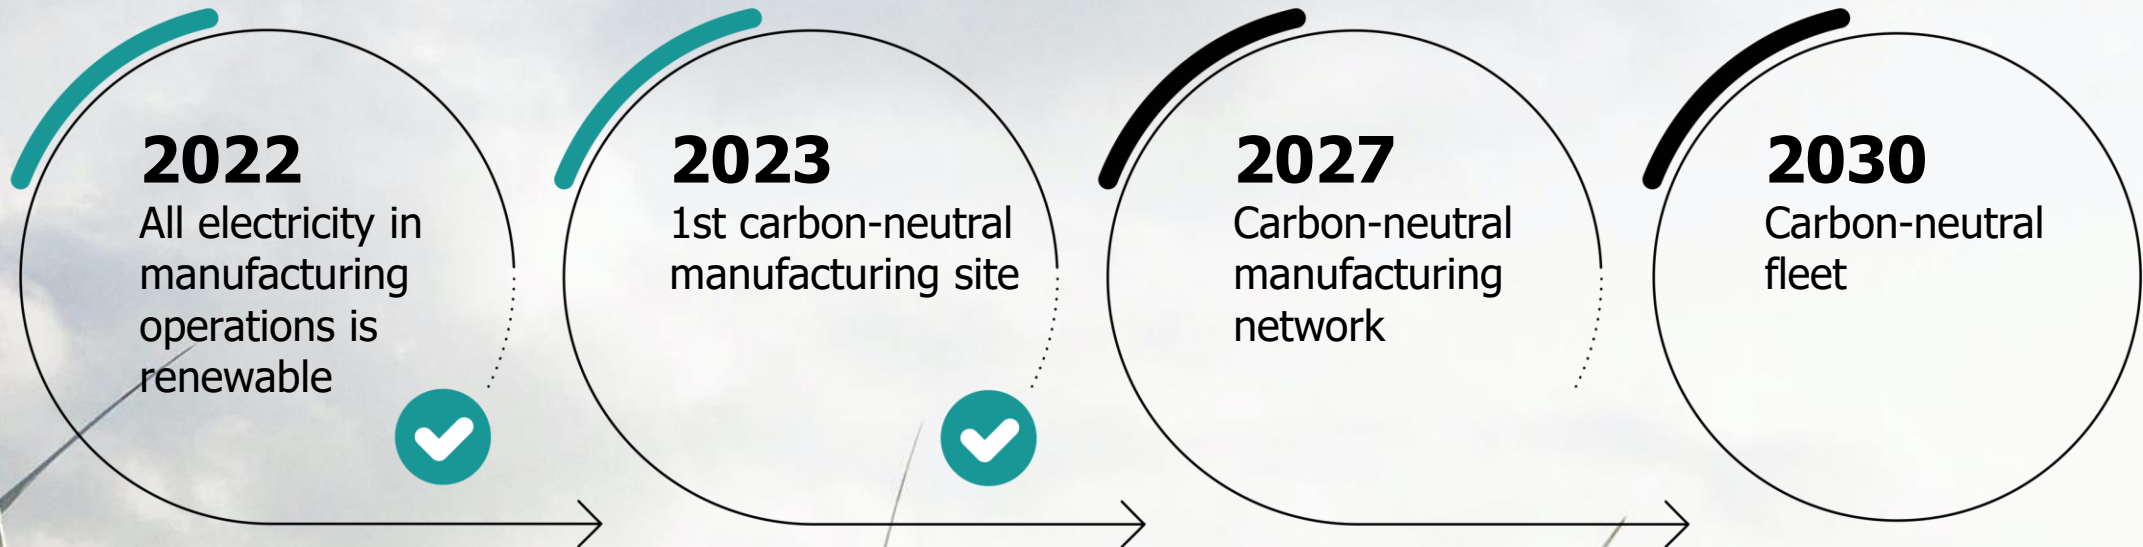 2022
All electricity in
manufacturing
operations is
renewable
2023
1st carbon-neutral
manufacturing site
2027
Carbon-neutral
manufacturing
network
2030
Carbon-neutral
fleet